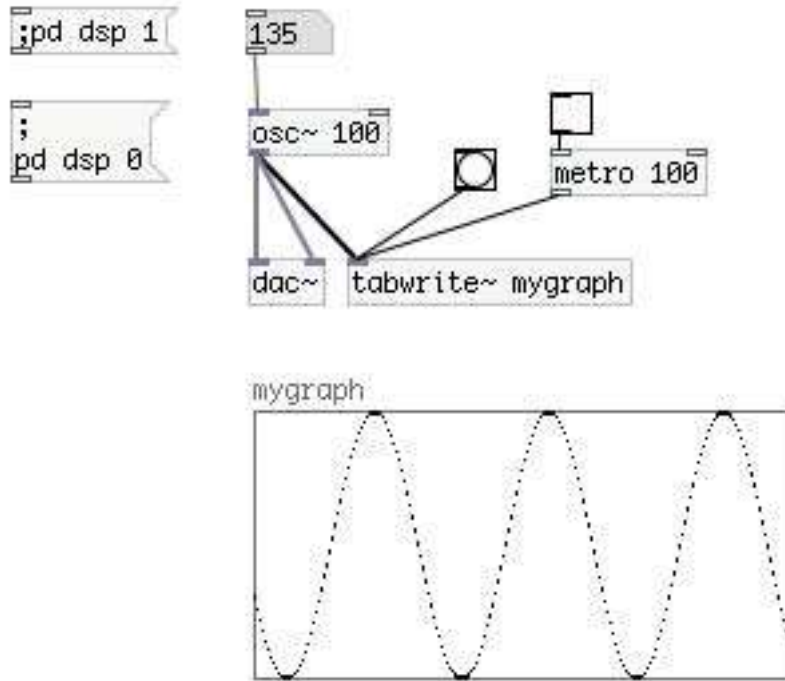 ;pd dsp 1
135
;
pd dsp 0
osc~ 100
metro 100
dac~
tabwrite~ mygraph
mygraph